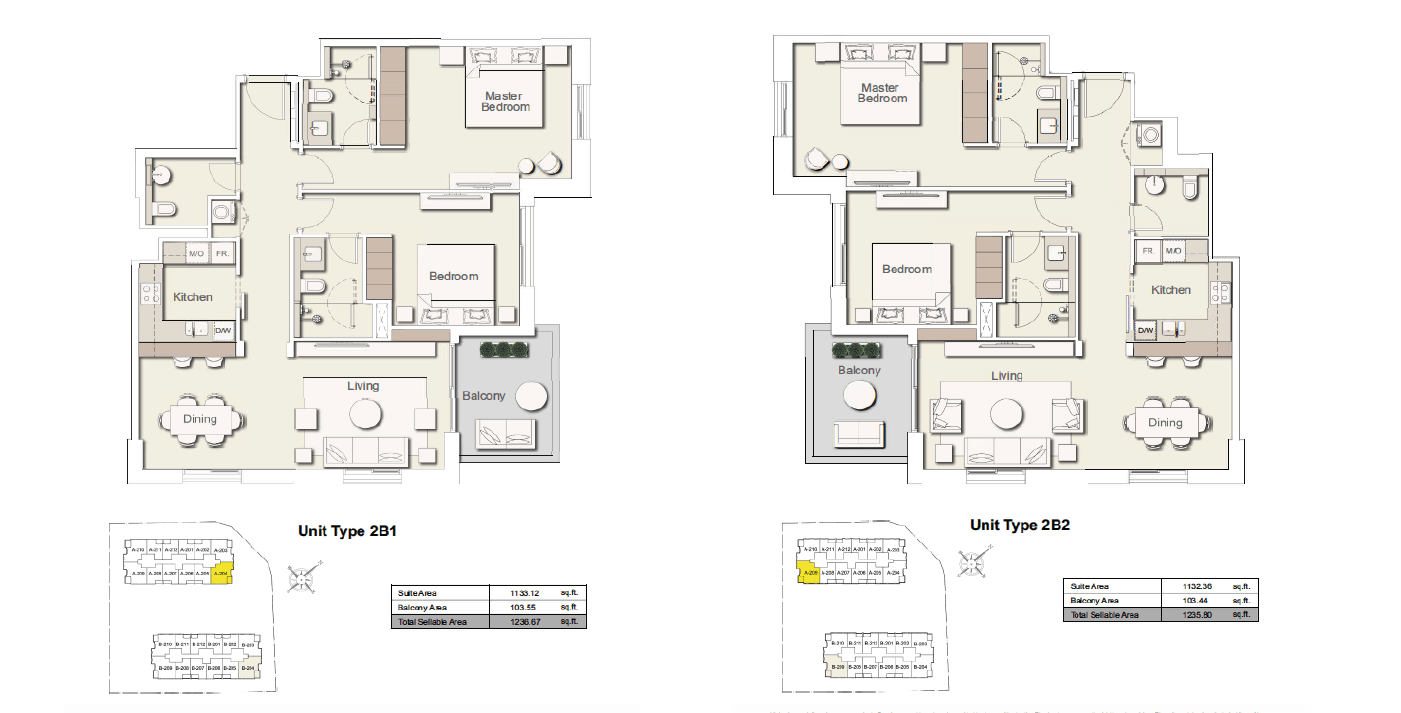 Master
Bedroom
M/O
FR.
Kitchen
D/W
Bedroom
Living
Dining
Balcony
Unit Type 2B1
A-210 A-211 A-212 A-201 A-202 A-203
A-209 A-208 A-207 A-206 A-205 A-204
B-210 B-211 B-212 B-201 B-202 B-203
B-209 B-208 B-207 B-206 B-205 B-204
Suite Area 1133.12 sq.ft.
Balcony Area 103.55 sq.ft.
Total Sellable Area 1236.67 sq.ft.
Master
Bedroom
FR.
M/O
Bedroom
Kitchen
D/W
Balcony
Living
Dining
Unit Type 2B2
A-210 A-211 A-212 A-201 A-202 A-203
A-209 A-208 A-207 A-206 A-205 A-204
B-210 B-211 B-212 B-201 B-202 B-203
B-207 B-206 B-205 B-204
Suite Area 1132.36 sq.ft.
Balcony Area 103.44 sq.ft.
Total Sellable Area 1235.80 sq.ft.